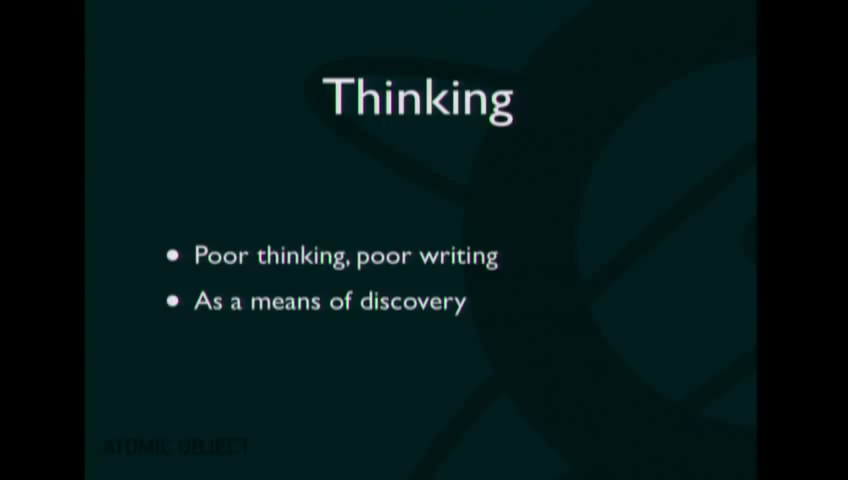 Thinking
• Poor thinking, poor writing
• As a means of discovery
ATOMIC OBJECT